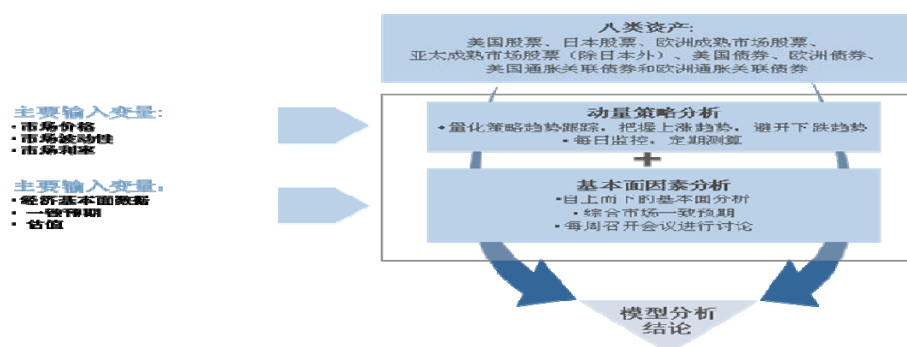 八类资产:
美国股票、日本股票、欧洲成熟市场股票、
亚太成熟市场股票（除日本外）、美国债券、欧洲债券、
美国通胀关联债券和欧洲通胀关联债券
主要输入变量:
•市场价格
•市场波动性
•市场利率
动量策略分析
•量化策略趋势跟踪，把握上涨趋势，避开下跌趋势
•每日监控，定期测算
+
主要输入变量:
•经济基本面数据
•一致预期
•估值
基本面因素分析
•自上而下的基本面分析
•综合市场一致预期
•每周召开会议进行讨论
模型分析
结论